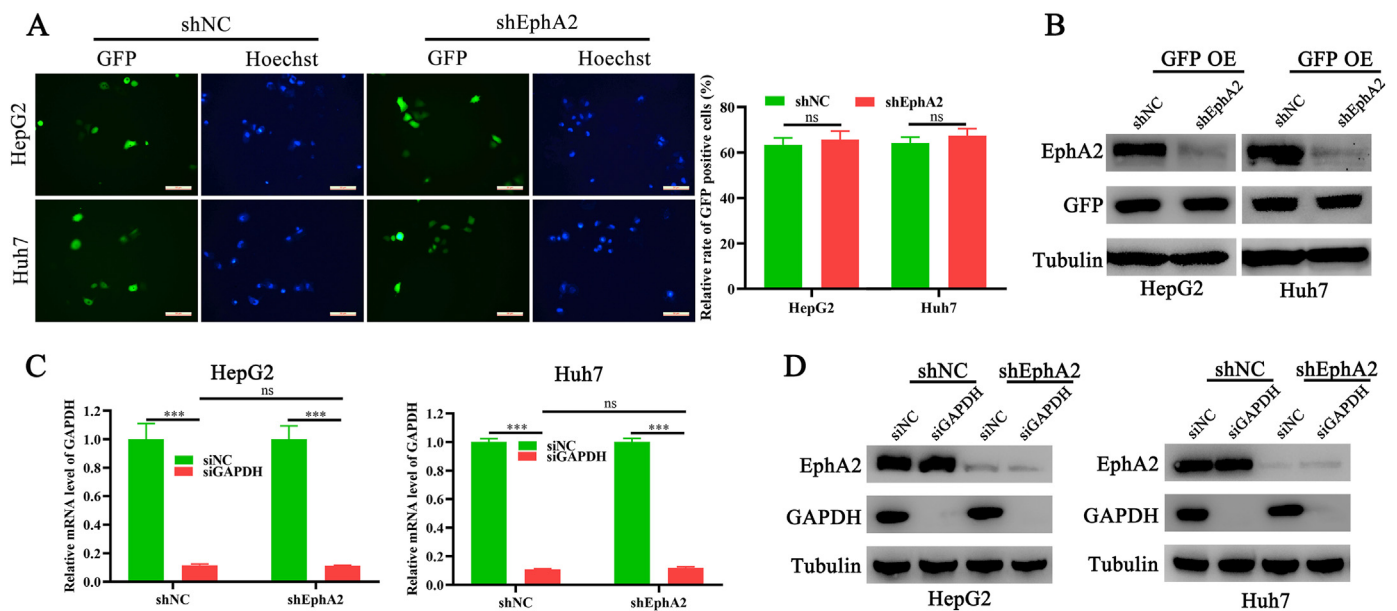 A
shNC
shEphA2
GFP
Hoechst
GFP
Hoechst
HepG2
Huh7
Relative rate of GFP positive cells (%)
shNC
shEphA2
ns
ns
80
60
40
20
0
HepG2
Huh7
B
GFP OE
GFP OE
shNC
shEphA2
shNC
shEphA2
EphA2
GFP
Tubulin
HepG2
Huh7
C
HepG2
Relative mRNA level of GAPDH
ns
***
***
siNC
siGAPDH
1.2
1.0
0.8
0.6
0.4
0.2
0.0
shNC
shEphA2
Huh7
Relative mRNA level of GAPDH
ns
***
***
siNC
siGAPDH
1.2
1.0
0.8
0.6
0.4
0.2
0.0
shNC
shEphA2
D
shNC
shEphA2
siNC
siGAPDH
siNC
siGAPDH
EphA2
GAPDH
Tubulin
HepG2
shNC
shEphA2
siNC
siGAPDH
siNC
siGAPDH
EphA2
GAPDH
Tubulin
Huh7